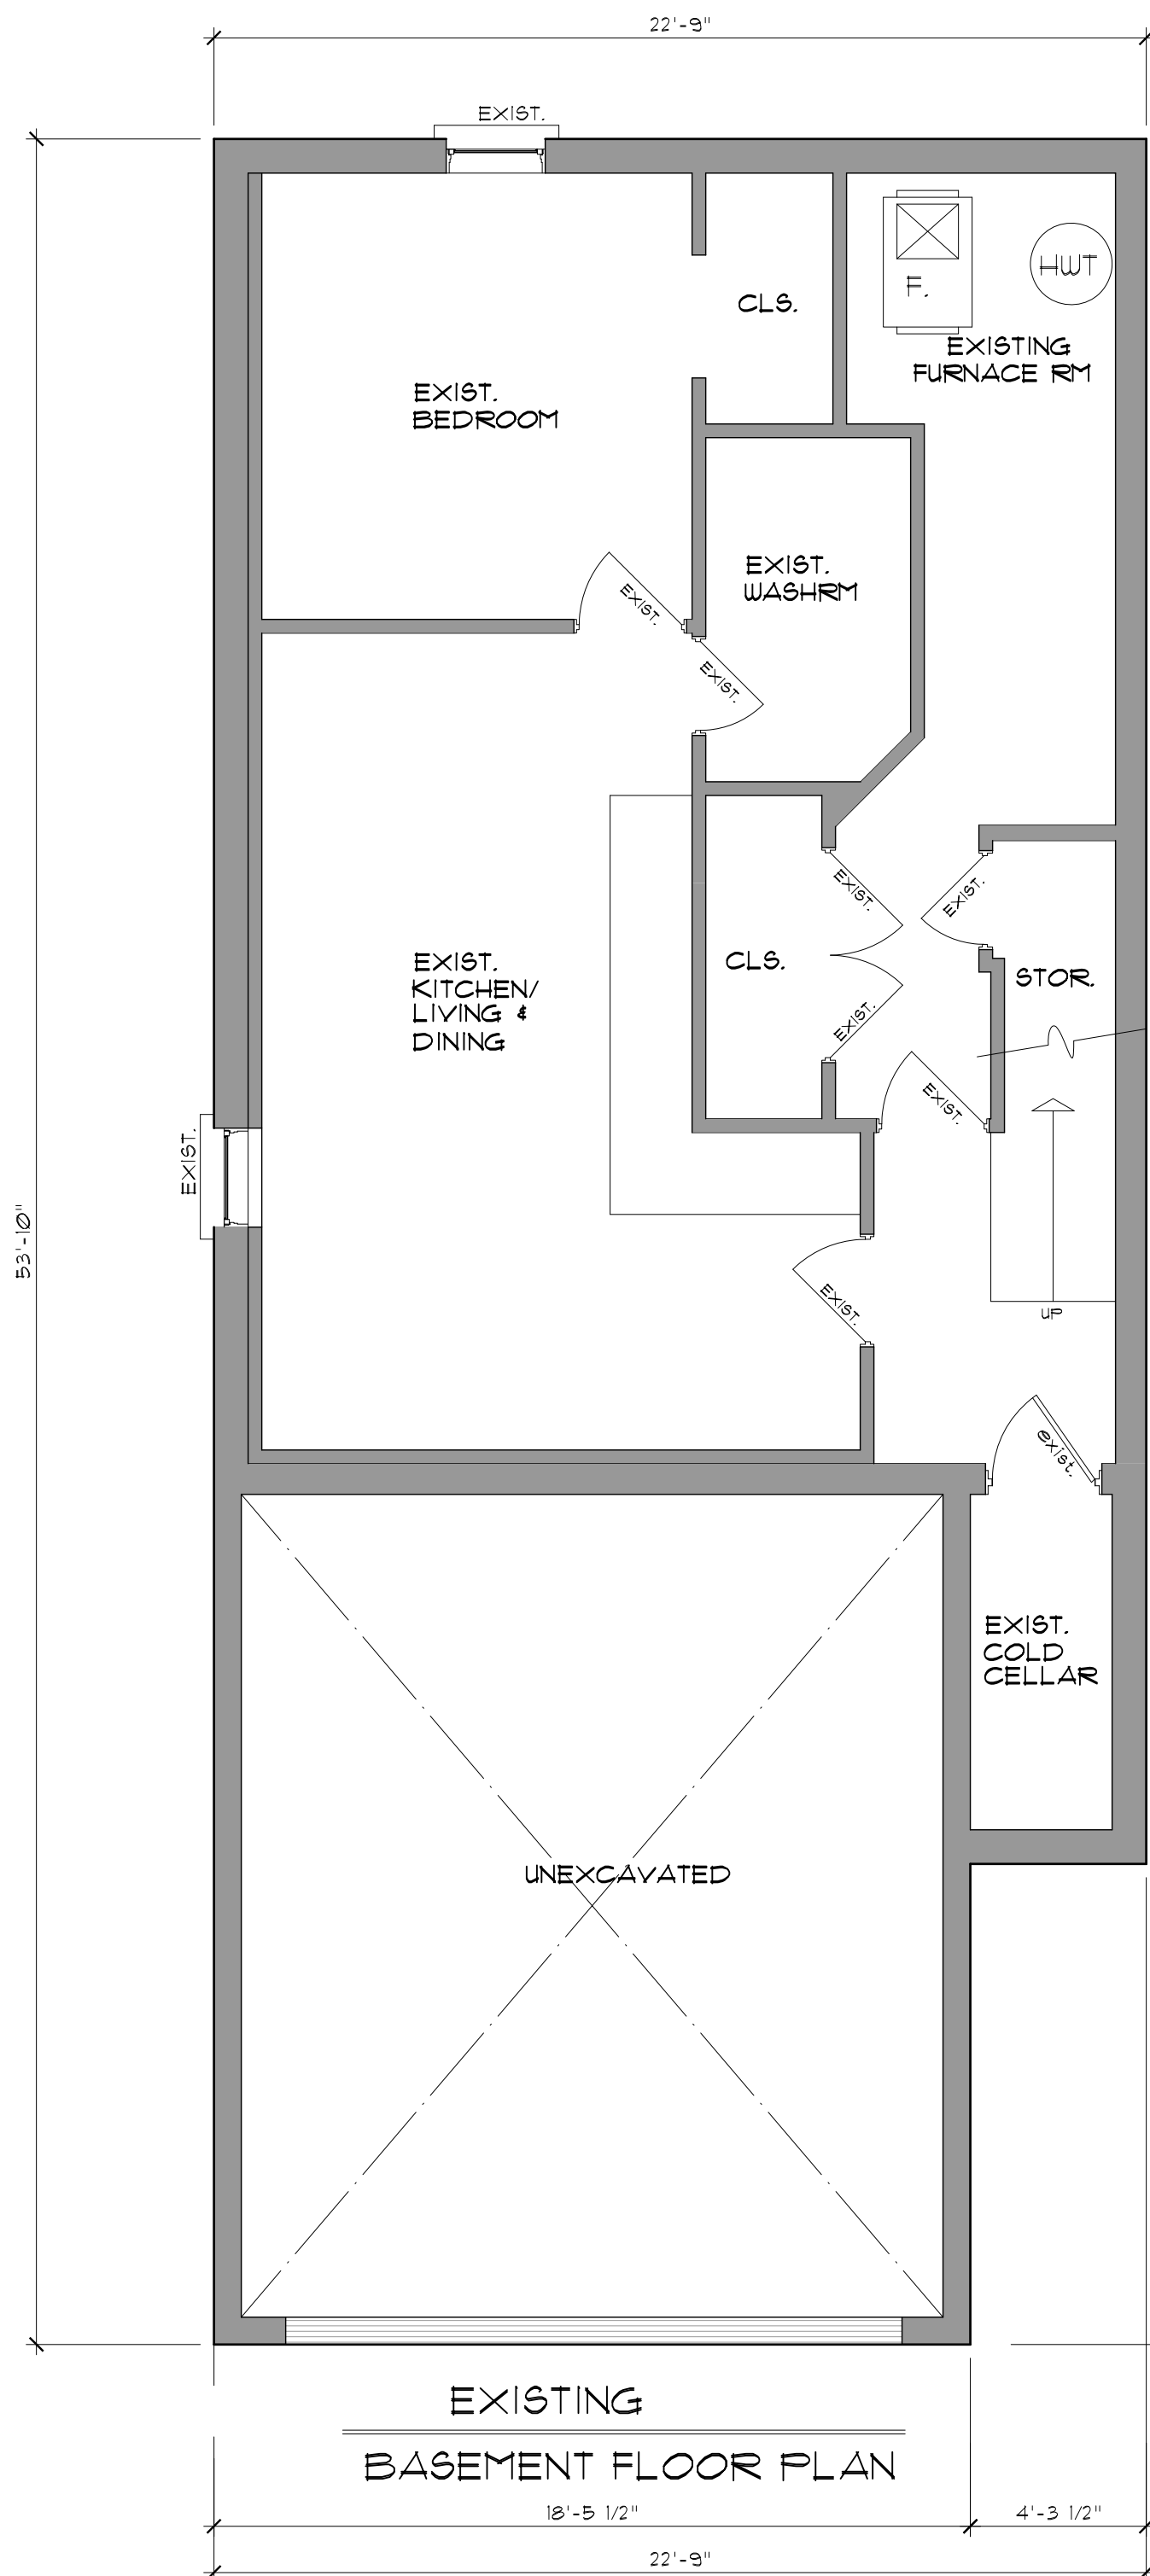 22'-9"
EXIST.
HWT
F.
CLS.
EXISTING
FURNACE RM
EXIST.
BEDROOM
EXIST.
WASHRM
EXIST.
EXIST.
EXIST.
EXIST.
EXIST.
KITCHEN/
LIVING &
DINING
CLS.
STOR.
EXIST.
EXIST.
EXIST.
53'-10"
EXIST.
UP
exist.
EXIST.
COLD
CELLAR
UNEXCAVATED
EXISTING
BASEMENT FLOOR PLAN
18'-5 1/2"
4'-3 1/2"
22'-9"